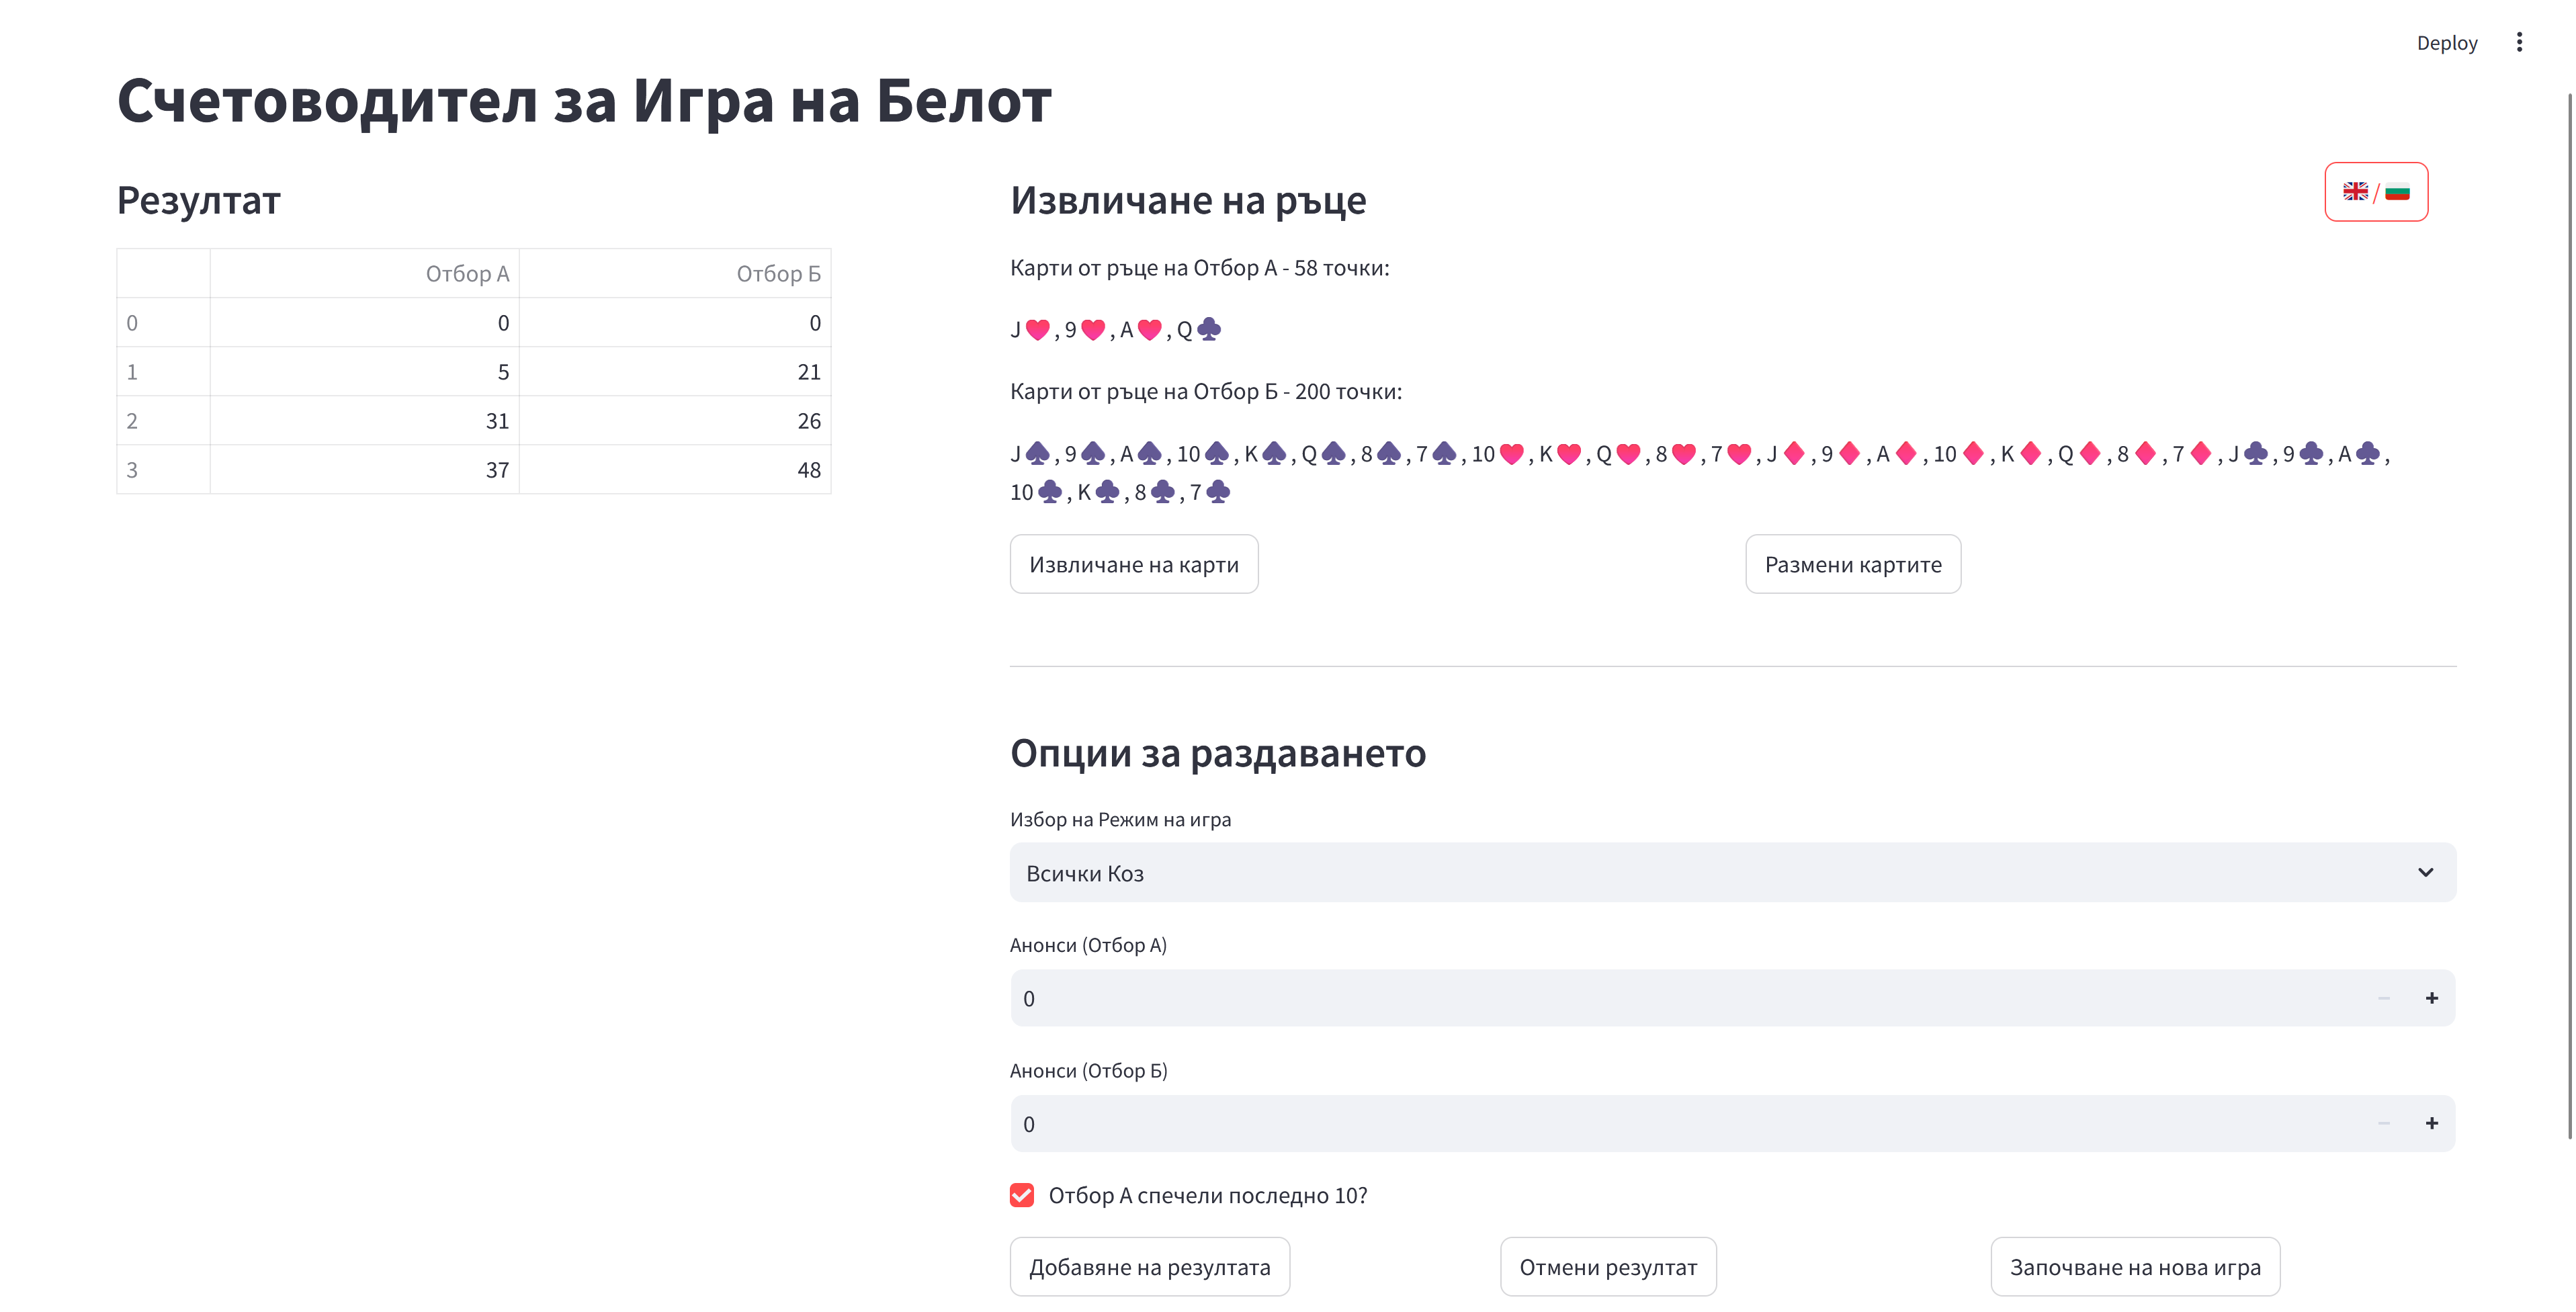 Deploy
Счетоводител за Игра на Белот
Резултат
Отбор А Отбор Б
0 0 0
1 5 21
2 31 26
3 37 48
Извличане на ръце
🇬🇧 / 🇧🇬
Карти от ръце на Отбор А - 58 точки:
J♥, 9♥, A♥, Q♣
Карти от ръце на Отбор Б - 200 точки:
J♠, 9♠, A♠, 10♠, K♠, Q♠, 8♠, 7♠, 10♥, K♥, Q♥, 8♥, 7♥, J♦, 9♦, A♦, 10♦, K♦, Q♦, 8♦, 7♦, J♣, 9♣, A♣,
10♣, K♣, 8♣, 7♣
Извличане на карти Размени картите
Опции за раздаването
Избор на Режим на игра
Всички Коз
Анонси (Отбор А)
0
Анонси (Отбор Б)
0
Отбор А спечели последно 10?
Добавяне на резултата Отмени резултат Започване на нова игра